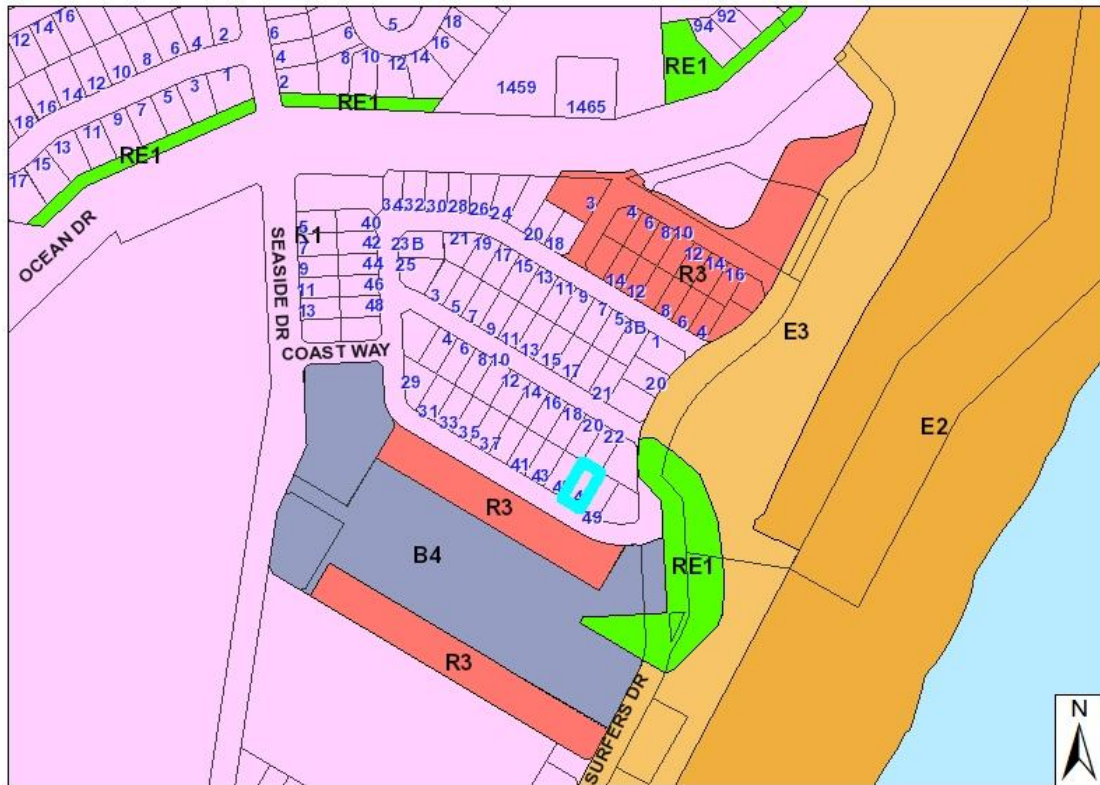 12 14 16
12 10 8 6 4 2
18 16 14
17 15 13 11 9 7 5 3 1
6 4 2
6 5 18
8 10 12 14 16
1459
1465
94 92
RE1
RE1
RE1
OCEAN DR
SEASIDE DR
5
7
9
11
13
R1
40
42
44
46
48
34 32 30 28 26 24
20 18
3
23B
25
21 19 17 15 13 11 9 7 5 3B 1
4 6 8 10
12 14 16
R3
14 12 8 6 4
3 5 7 9 11 13 15 17 21
20
E3
COAST WAY
4 6 8 10 12 14 16 18 20 22
29
31 33 35 37 41 43
49
E2
R3
B4
RE1
R3
SURFERS DR
N